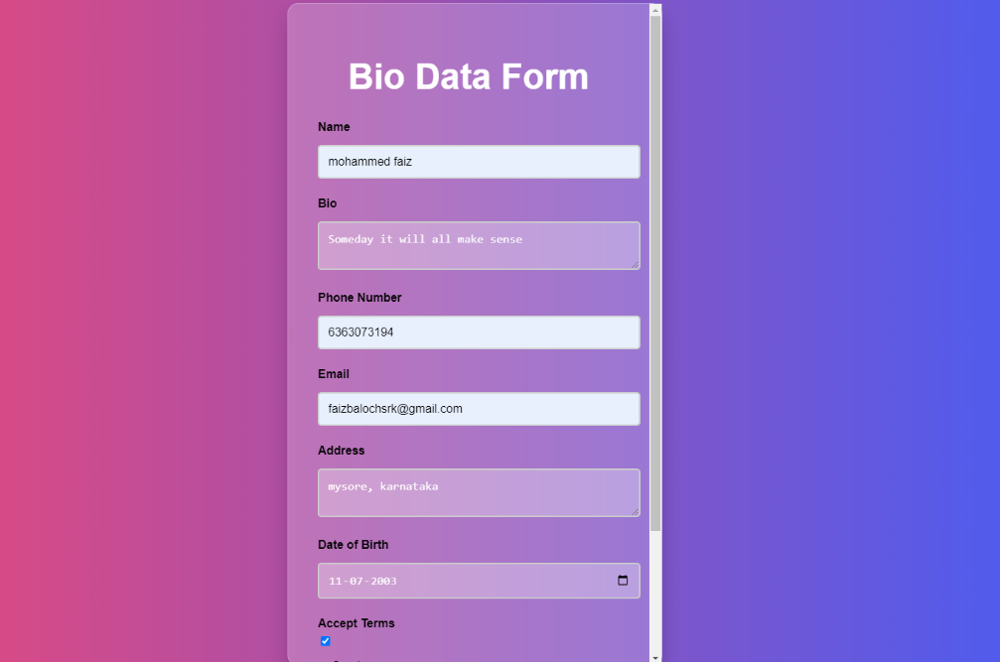 Bio Data Form
Name
mohammed faiz
Bio
Someday it will all make sense
Phone Number
6363073194
Email
faizbalochsrk@gmail.com
Address
mysore, karnataka
Date of Birth
11-07-2003
Accept Terms